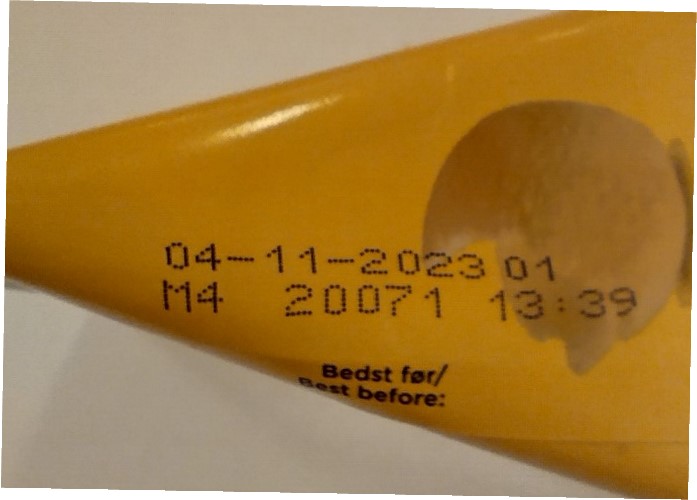 04-11-2023 01
M4 20071 13:39
Bedst før/
Best before: